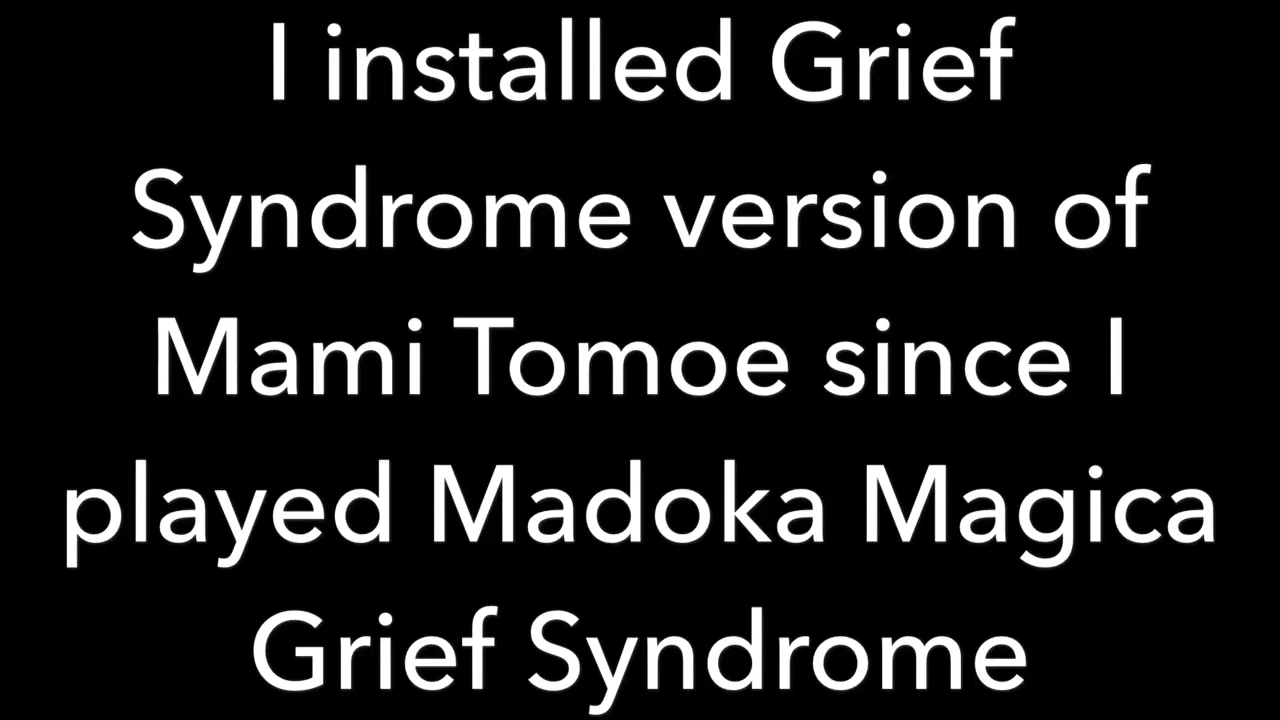 I installed Grief
Syndrome version of
Mami Tomoe since I
played Madoka Magica
Grief Syndrome